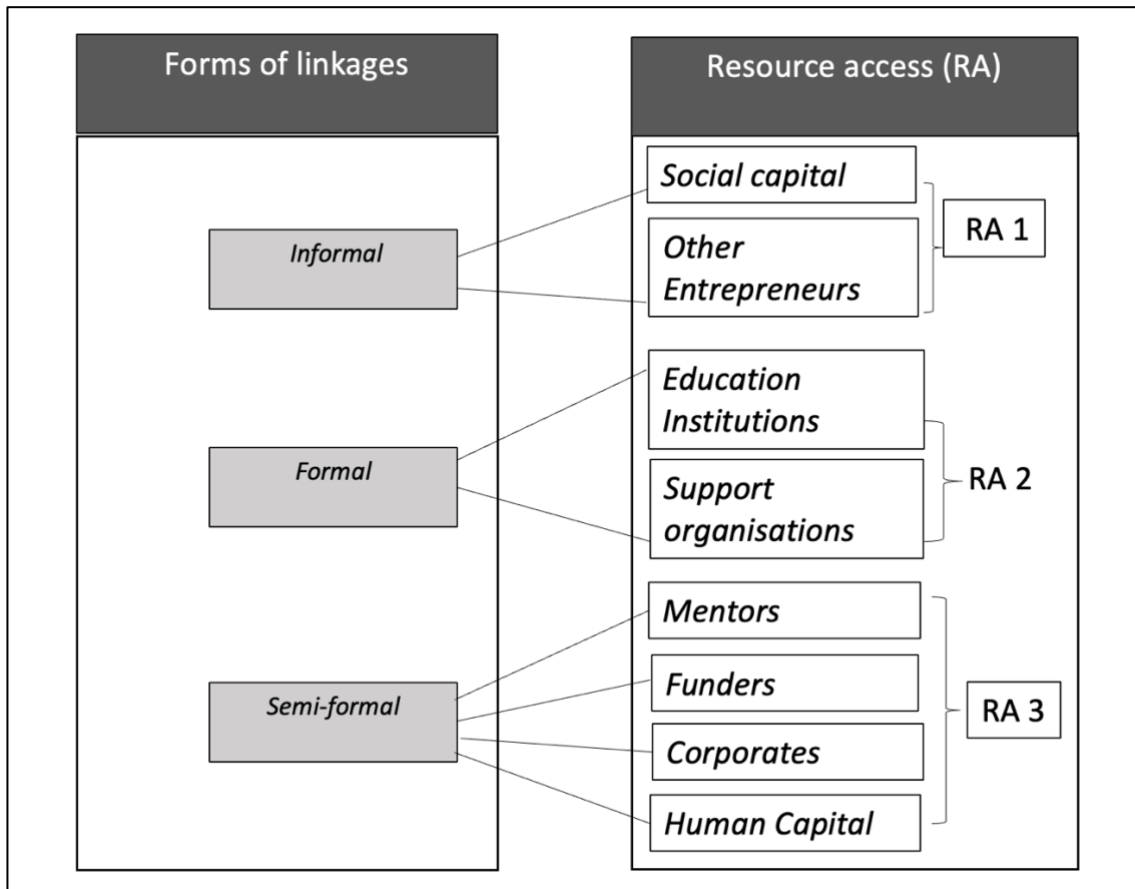 Forms of linkages
Resource access (RA)
Informal
Social capital
Other
Entrepreneurs
RA 1
Formal
Education
Institutions
Support
organisations
RA 2
Semi-formal
Mentors
Funders
Corporates
Human Capital
RA 3